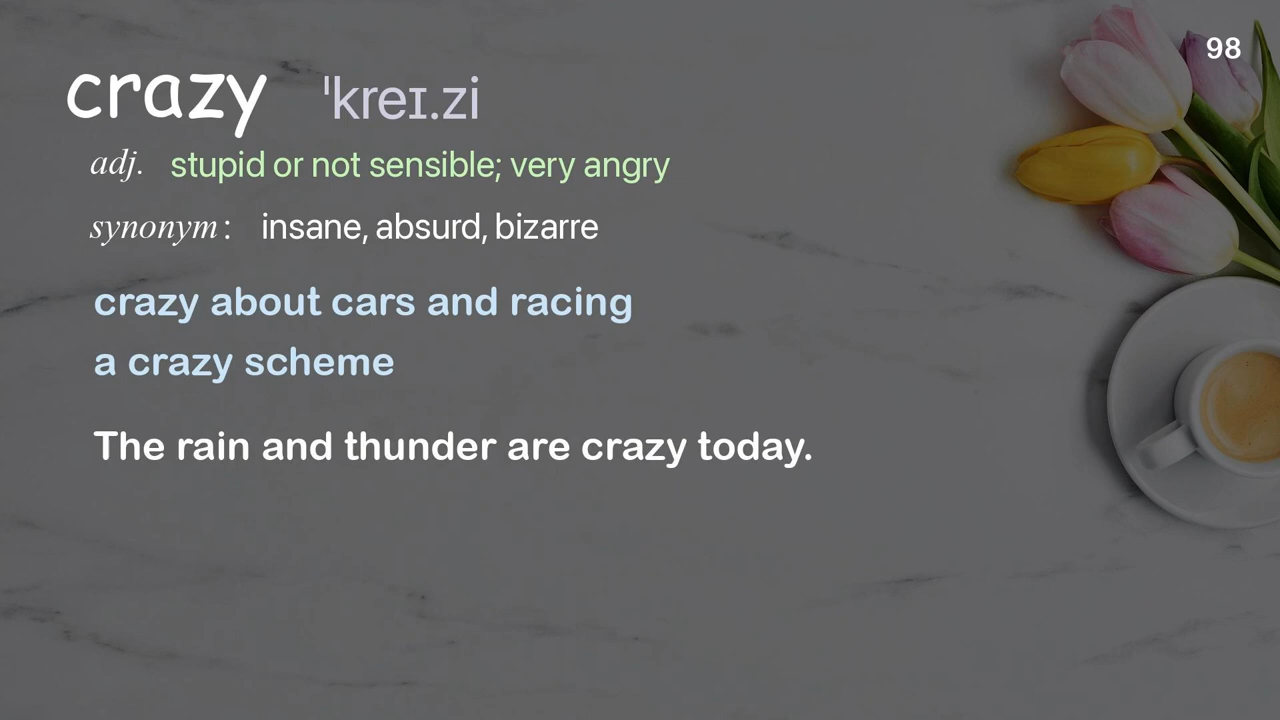 98
crazy ˈkreɪ.zi
adj. stupid or not sensible; very angry
synonym: insane, absurd, bizarre
crazy about cars and racing
a crazy scheme
The rain and thunder are crazy today.